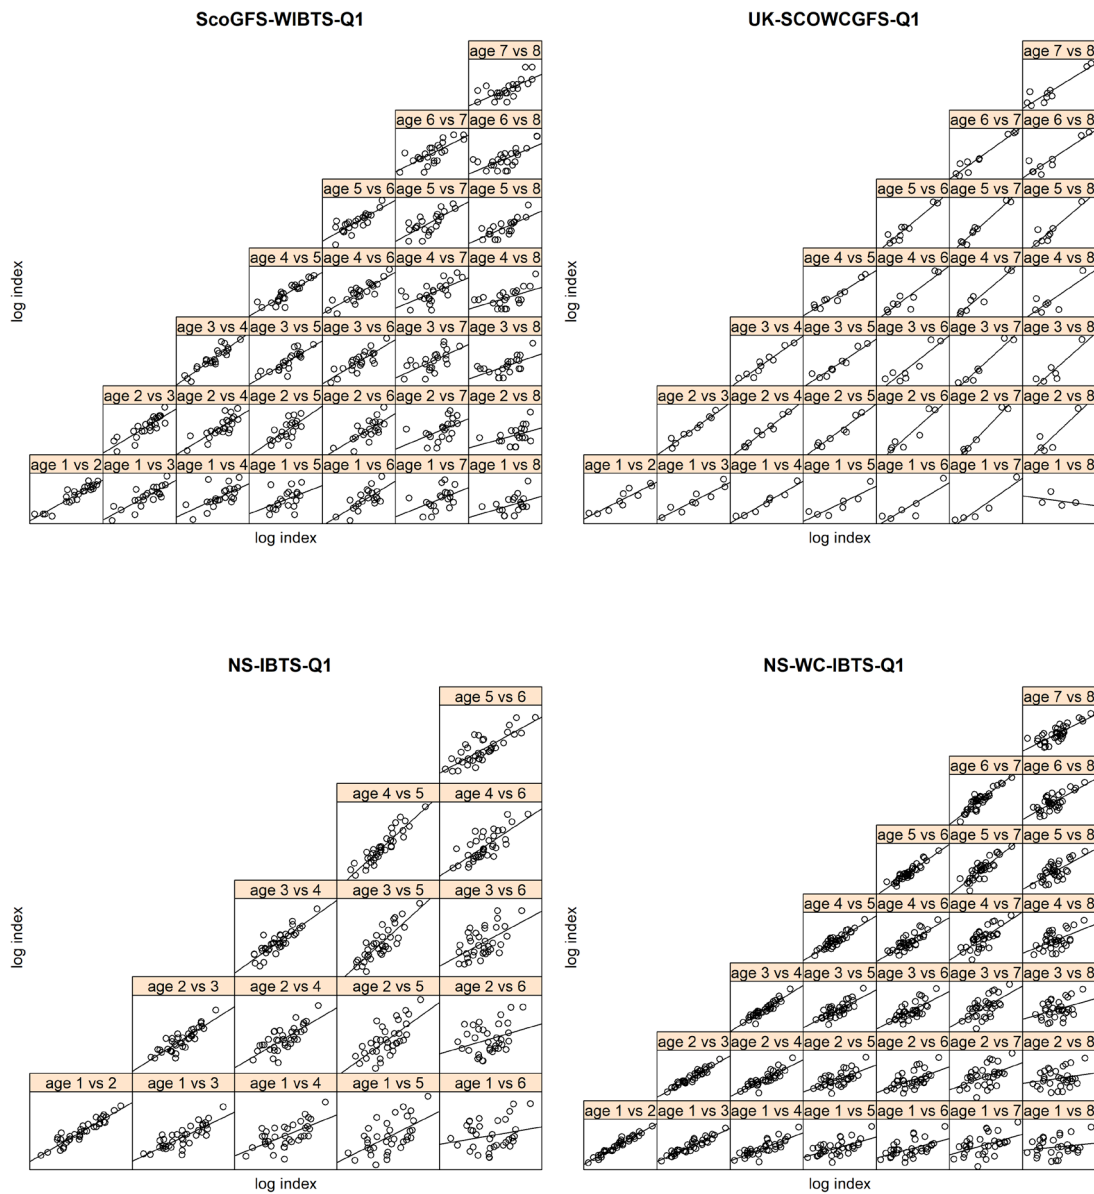 ScoGFS-WIBTS-Q1
age 7 vs 8
age 6 vs 7 age 6 vs 8
age 5 vs 6 age 5 vs 7 age 5 vs 8
age 4 vs 5 age 4 vs 6 age 4 vs 7 age 4 vs 8
age 3 vs 4 age 3 vs 5 age 3 vs 6 age 3 vs 7 age 3 vs 8
age 2 vs 3 age 2 vs 4 age 2 vs 5 age 2 vs 6 age 2 vs 7 age 2 vs 8
age 1 vs 2 age 1 vs 3 age 1 vs 4 age 1 vs 5 age 1 vs 6 age 1 vs 7 age 1 vs 8
log index
log index
UK-SCOWCGFS-Q1
age 7 vs 8
age 6 vs 7 age 6 vs 8
age 5 vs 6 age 5 vs 7 age 5 vs 8
age 4 vs 5 age 4 vs 6 age 4 vs 7 age 4 vs 8
age 3 vs 4 age 3 vs 5 age 3 vs 6 age 3 vs 7 age 3 vs 8
age 2 vs 3 age 2 vs 4 age 2 vs 5 age 2 vs 6 age 2 vs 7 age 2 vs 8
age 1 vs 2 age 1 vs 3 age 1 vs 4 age 1 vs 5 age 1 vs 6 age 1 vs 7 age 1 vs 8
log index
log index
NS-IBTS-Q1
age 5 vs 6
age 4 vs 5 age 4 vs 6
age 3 vs 4 age 3 vs 5 age 3 vs 6
age 2 vs 3 age 2 vs 4 age 2 vs 5 age 2 vs 6
age 1 vs 2 age 1 vs 3 age 1 vs 4 age 1 vs 5 age 1 vs 6
log index
log index
NS-WC-IBTS-Q1
age 7 vs 8
age 6 vs 7 age 6 vs 8
age 5 vs 6 age 5 vs 7 age 5 vs 8
age 4 vs 5 age 4 vs 6 age 4 vs 7 age 4 vs 8
age 3 vs 4 age 3 vs 5 age 3 vs 6 age 3 vs 7 age 3 vs 8
age 2 vs 3 age 2 vs 4 age 2 vs 5 age 2 vs 6 age 2 vs 7 age 2 vs 8
age 1 vs 2 age 1 vs 3 age 1 vs 4 age 1 vs 5 age 1 vs 6 age 1 vs 7 age 1 vs 8
log index
log index